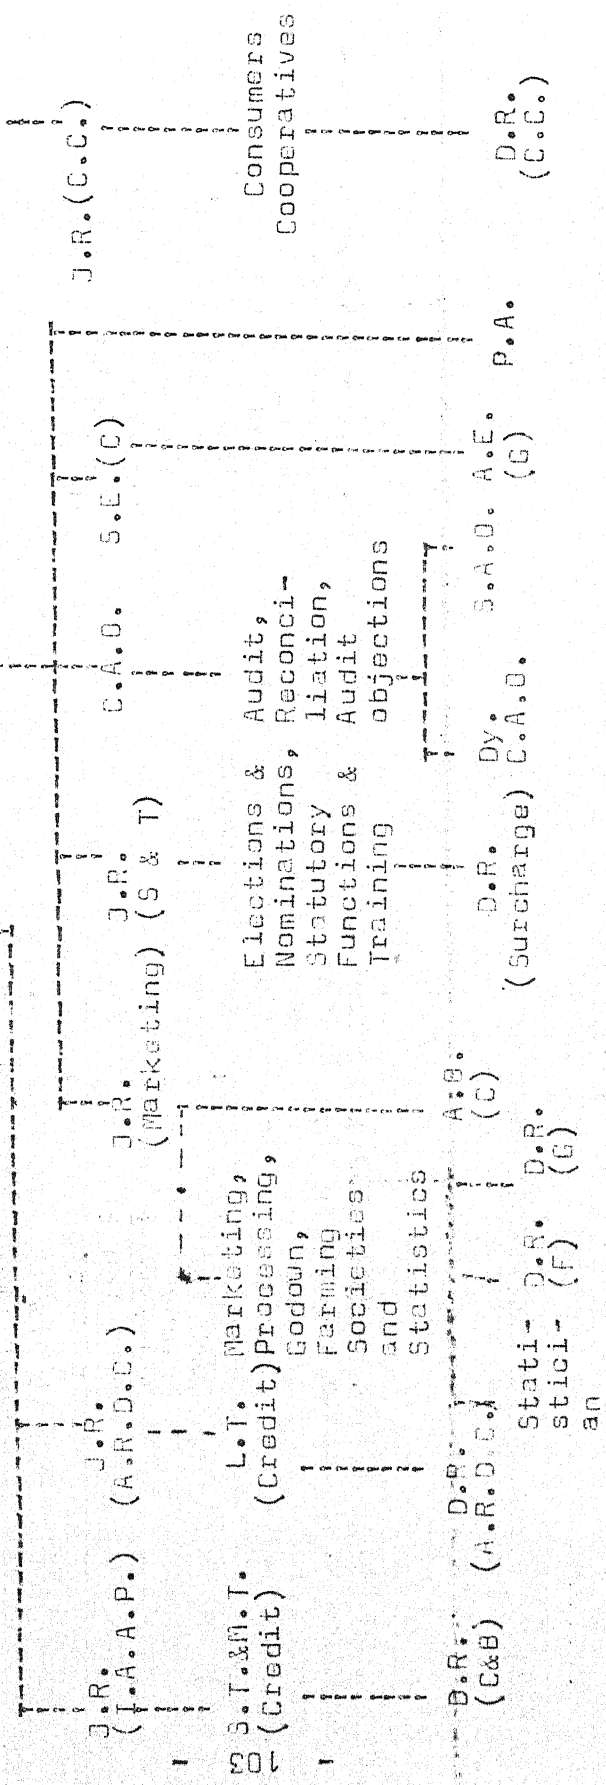 J.R.
(I.A.A.P.)
J.R.
(A.R.D.C.)
J.R.
(Marketing)
J.R.
(S & T)
C.A.O.
S.E.(C)
J.R.(C.C.)
S.T.&M.T.
(Credit)
L.T.
(Credit)
Marketing,
Processing,
Godown,
Farming
Societies
and
Statistics
Elections &
Nominations,
Statutory
Functions &
Training
Audit,
Reconci-
liation,
Audit
objections
Consumers
Cooperatives
D.R.
(C&B)
D.R.
(A.R.D.C.)
Stati-
stici-
an
D.R.
(F)
D.R.
(G)
(C)
D.R.
(Surcharge)
Dy.
C.A.O.
S.A.O.
A.E.
(G)
P.A.
D.R.
(C.C.)
- 103 -